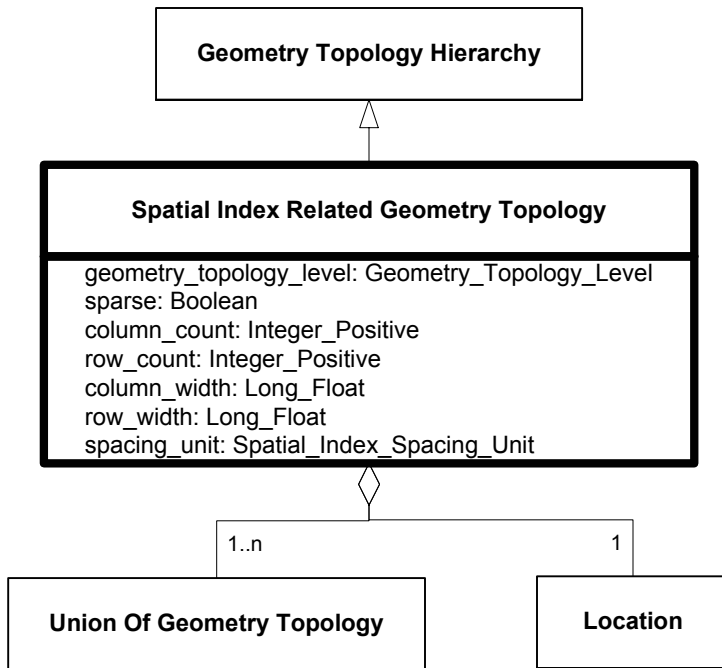 Geometry Topology Hierarchy
Spatial Index Related Geometry Topology
geometry_topology_level: Geometry_Topology_Level
sparse: Boolean
column_count: Integer_Positive
row_count: Integer_Positive
column_width: Long_Float
row_width: Long_Float
spacing_unit: Spatial_Index_Spacing_Unit
1..n
1
Union Of Geometry Topology
Location